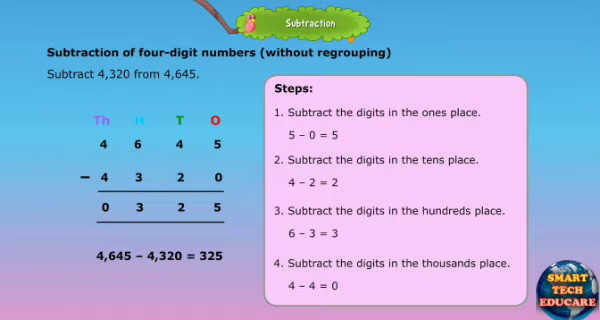 Subtraction
Subtraction of four-digit numbers (without regrouping)
Subtract 4,320 from 4,645.
Th H T O
4 6 4 5
– 4 3 2 0
0 3 2 5
4,645 – 4,320 = 325
Steps:
1. Subtract the digits in the ones place.
5 – 0 = 5
2. Subtract the digits in the tens place.
4 – 2 = 2
3. Subtract the digits in the hundreds place.
6 – 3 = 3
4. Subtract the digits in the thousands place.
4 – 4 = 0
SMART
TECH
EDUCARE